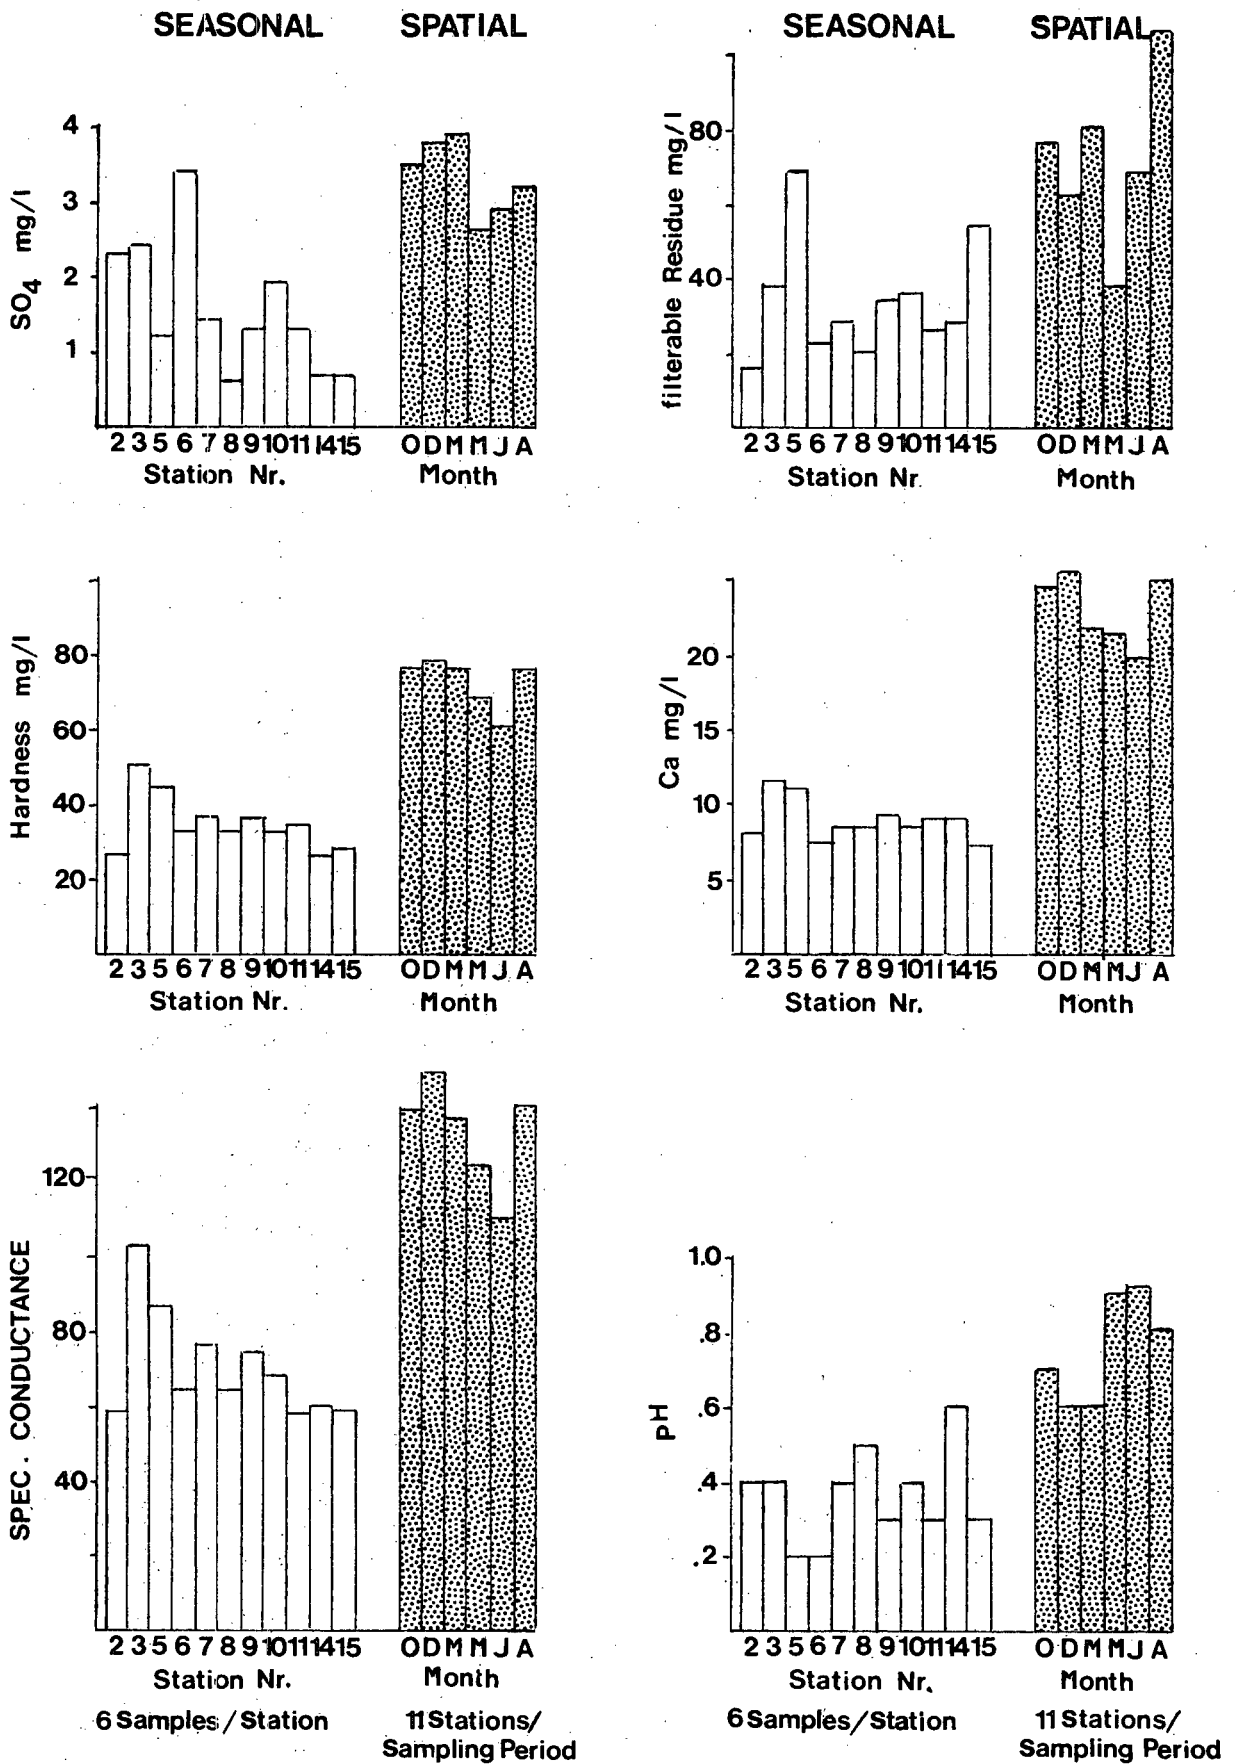 SEASONAL SPATIAL
SO4 mg/l
4
3
2
1
2 3 5 6 7 8 9 10 11 14 15
O D M M J A
Station Nr.
Month
SEASONAL SPATIAL
filterable Residue mg/l
80
40
2 3 5 6 7 8 9 10 11 14 15
O D M M J A
Station Nr.
Month
Hardness mg/l
80
60
40
20
2 3 5 6 7 8 9 10 11 14 15
O D M M J A
Station Nr.
Month
Ca mg/l
20
15
10
5
2 3 5 6 7 8 9 10 11 14 15
O D M M J A
Station Nr.
Month
SPEC. CONDUCTANCE
120
80
40
2 3 5 6 7 8 9 10 11 14 15
O D M M J A
Station Nr.
Month
6 Samples/Station
11 Stations/
Sampling Period
pH
1.0
.8
.6
.4
.2
2 3 5 6 7 8 9 10 11 14 15
O D M M J A
Station Nr.
Month
6 Samples/Station
11 Stations/
Sampling Period